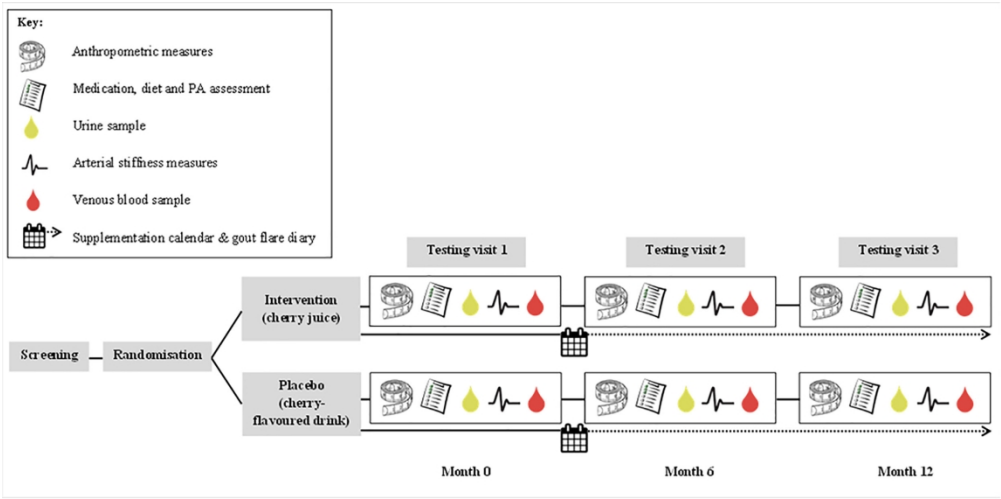 Key:
Anthropometric measures
Medication, diet and PA assessment
Urine sample
Arterial stiffness measures
Venous blood sample
Supplementation calendar & gout flare diary
Testing visit 1
Testing visit 2
Testing visit 3
Intervention
(cherry juice)
Screening
Randomisation
Placebo
(cherry-
flavoured drink)
Month 0
Month 6
Month 12